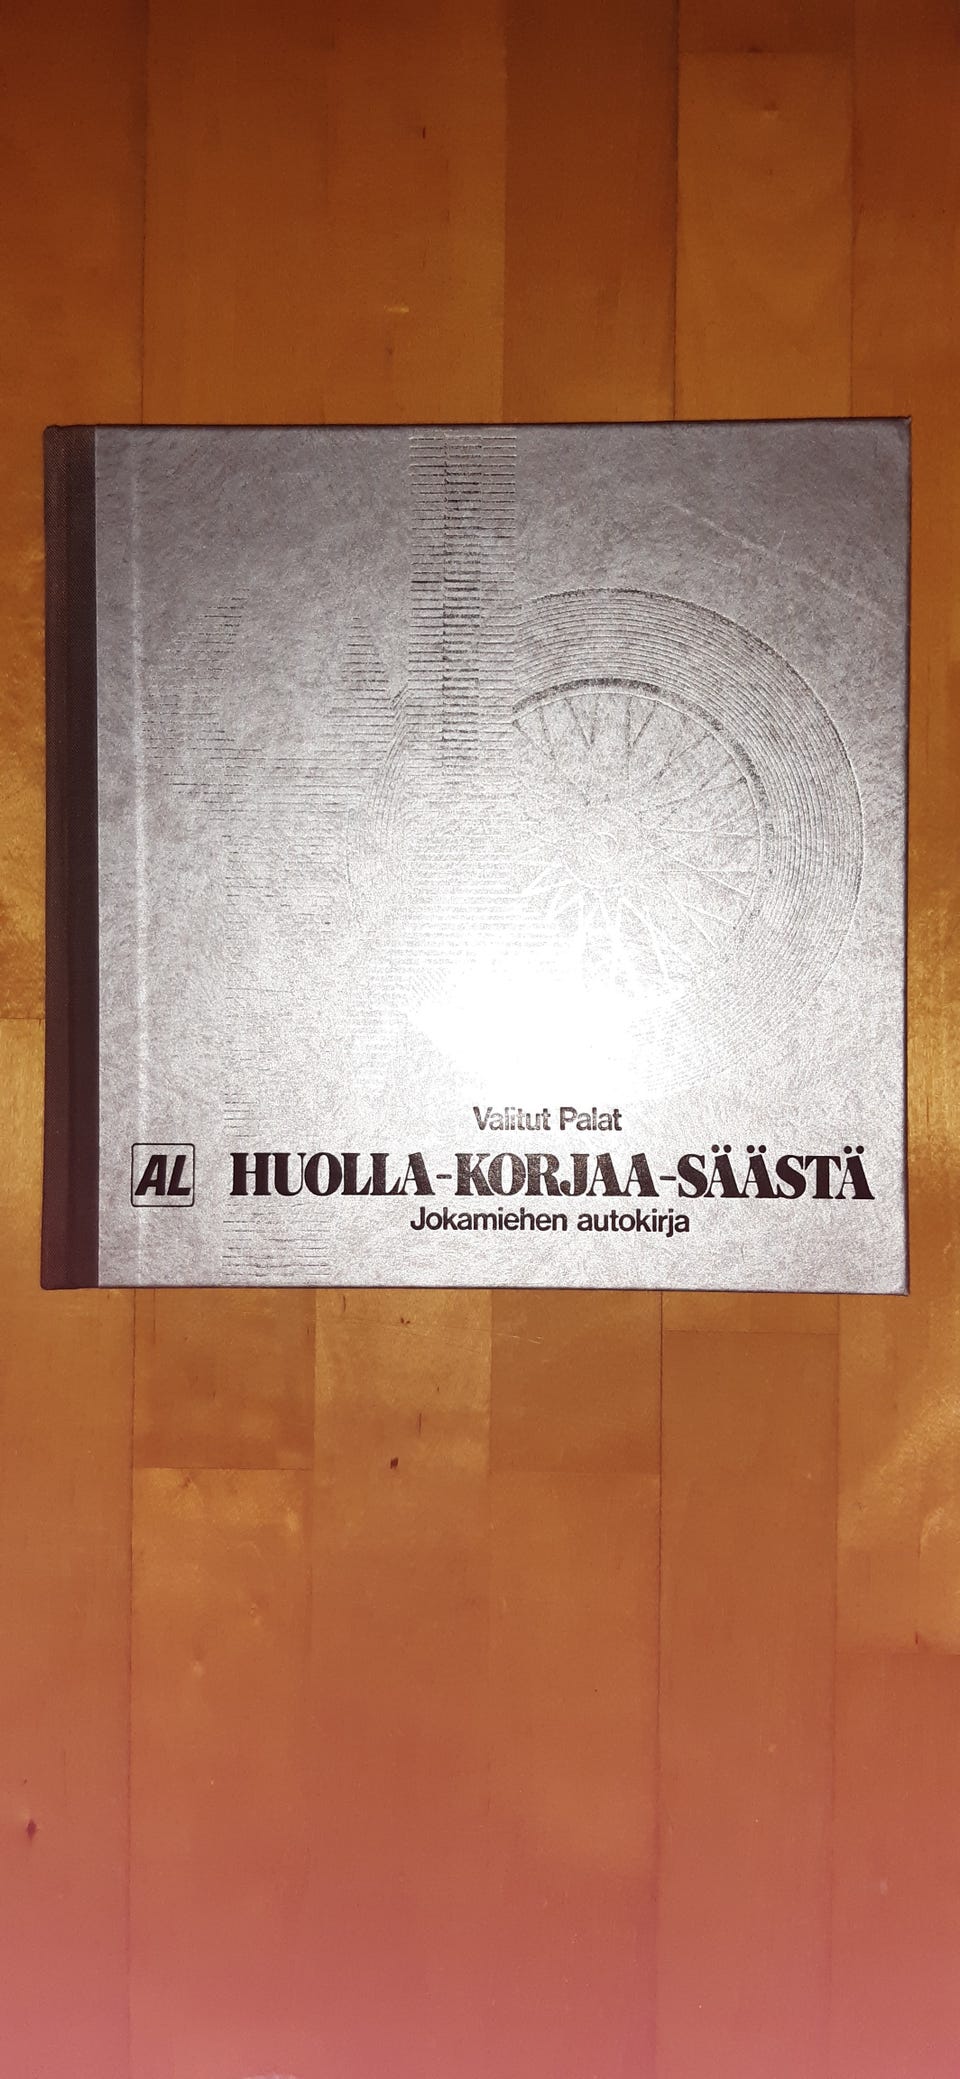 Valitut Palat
AL HUOLLA-KORJAA-SÄÄSTÄ
Jokamiehen autokirja